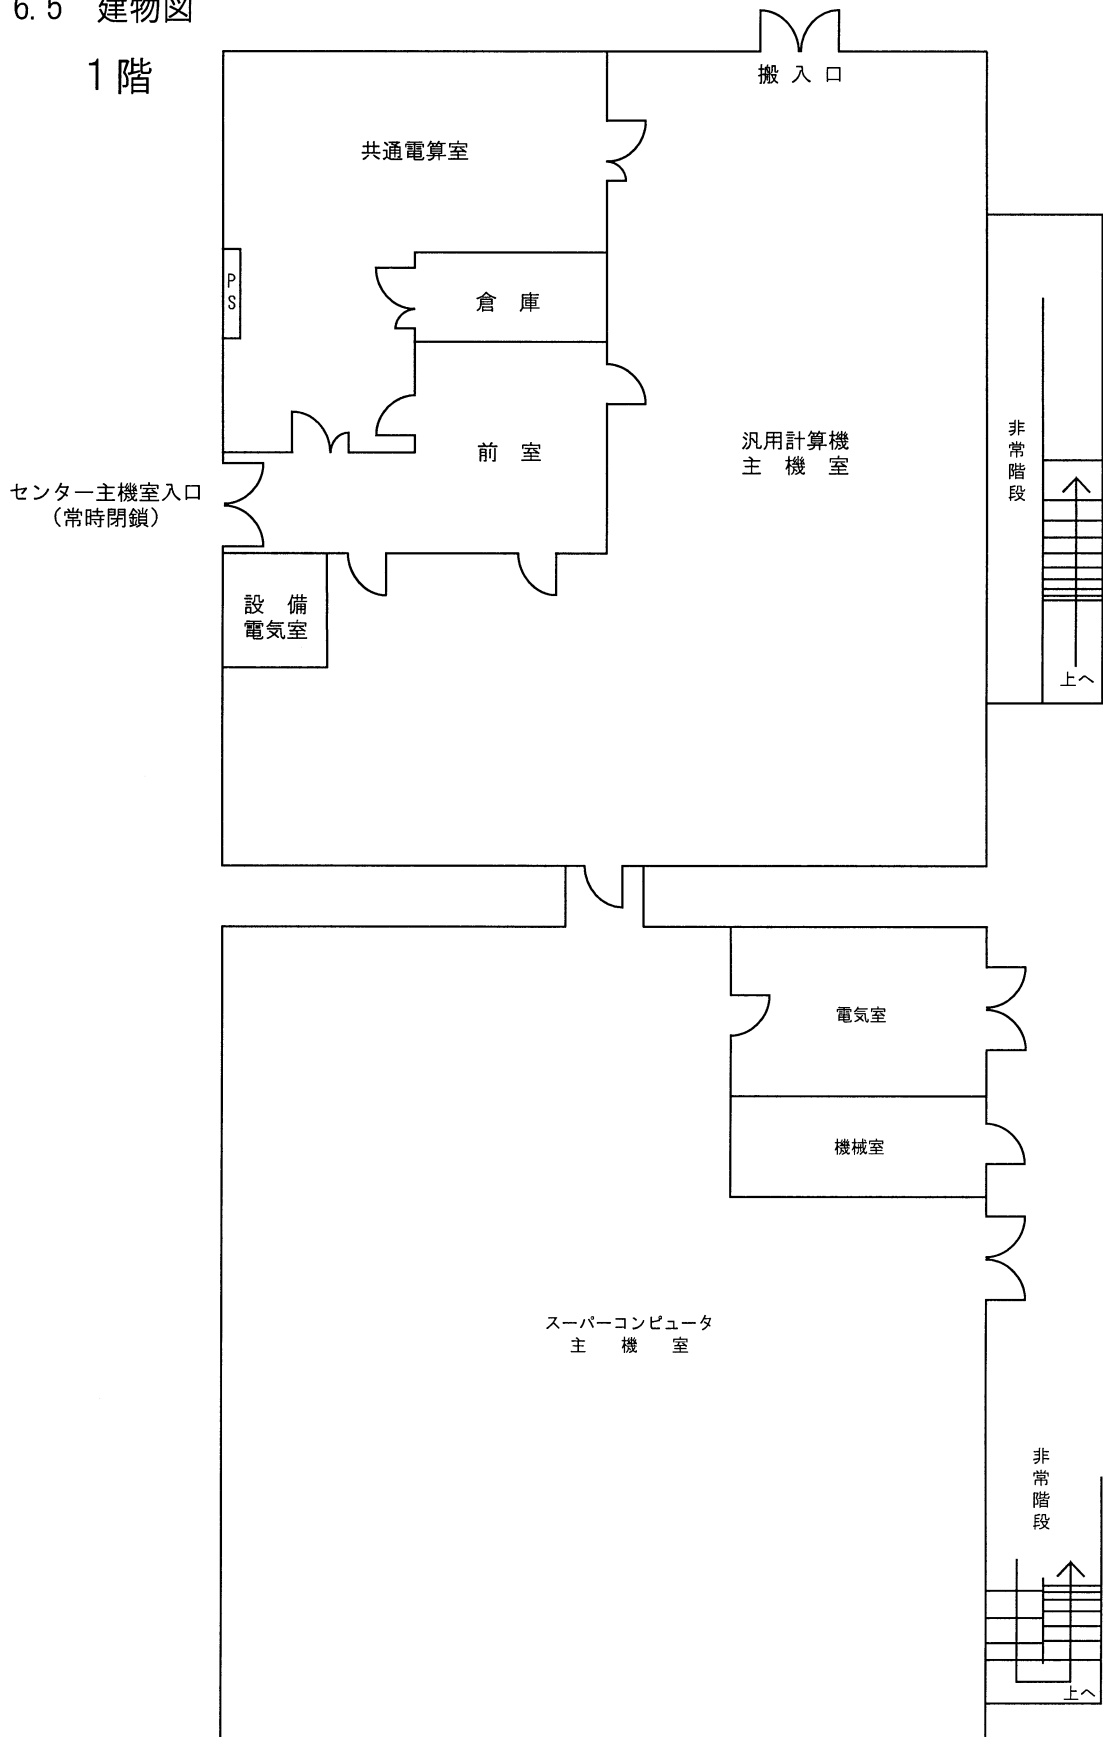 6.5 建物図
1階
搬入口
共通電算室
PS
倉庫
前室
汎用計算機
主機室
非常階段
センター主機室入口
(常時閉鎖)
設備
電気室
上へ
電気室
機械室
スーパーコンピュータ
主機室
非常階段
上へ